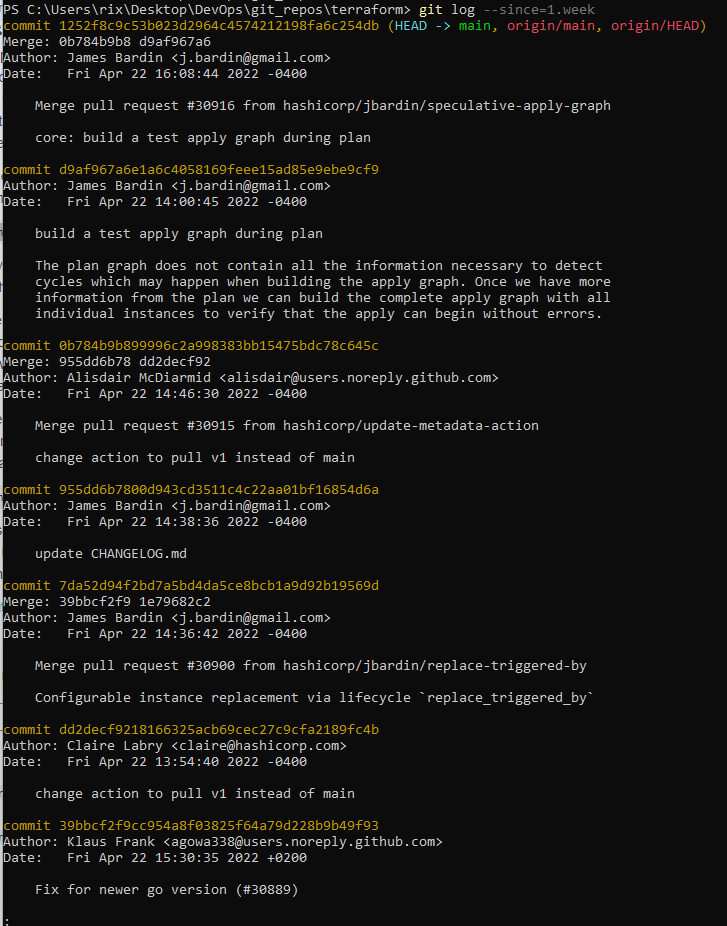 PS C:\Users\rix\Desktop\DevOps\git_repos\terraform> git log --since=1.week
commit 1252f8c9c53b023d2964c4574212198fa6c254db (HEAD -> main, origin/main, origin/HEAD)
Merge: 0b784b9b8 d9af967a6
Author: James Bardin <j.bardin@gmail.com>
Date:   Fri Apr 22 16:08:44 2022 -0400

    Merge pull request #30916 from hashicorp/jbardin/speculative-apply-graph

    core: build a test apply graph during plan

commit d9af967a6e1a6c4058169feee15ad85e9ebe9cf9
Author: James Bardin <j.bardin@gmail.com>
Date:   Fri Apr 22 14:00:45 2022 -0400

    build a test apply graph during plan

    The plan graph does not contain all the information necessary to detect
    cycles which may happen when building the apply graph. Once we have more
    information from the plan we can build the complete apply graph with all
    individual instances to verify that the apply can begin without errors.

commit 0b784b9b899996c2a998383bb15475bdc78c645c
Merge: 955dd6b78 dd2decf92
Author: Alisdair McDiarmid <alisdair@users.noreply.github.com>
Date:   Fri Apr 22 14:46:30 2022 -0400

    Merge pull request #30915 from hashicorp/update-metadata-action

    change action to pull v1 instead of main

commit 955dd6b7800d943cd3511c4c22aa01bf16854d6a
Author: James Bardin <j.bardin@gmail.com>
Date:   Fri Apr 22 14:38:36 2022 -0400

    update CHANGELOG.md

commit 7da52d94f2bd7a5bd4da5ce8bcb1a9d92b19569d
Merge: 39bbcf2f9 1e79682c2
Author: James Bardin <j.bardin@gmail.com>
Date:   Fri Apr 22 14:36:42 2022 -0400

    Merge pull request #30900 from hashicorp/jbardin/replace-triggered-by

    Configurable instance replacement via lifecycle `replace_triggered_by`

commit dd2decf9218166325acb69cec27c9cfa2189fc4b
Author: Claire Labry <claire@hashicorp.com>
Date:   Fri Apr 22 13:54:40 2022 -0400

    change action to pull v1 instead of main

commit 39bbcf2f9cc954a8f03825f64a79d228b9b49f93
Author: Klaus Frank <agowa338@users.noreply.github.com>
Date:   Fri Apr 22 15:30:35 2022 +0200

    Fix for newer go version (#30889)

: